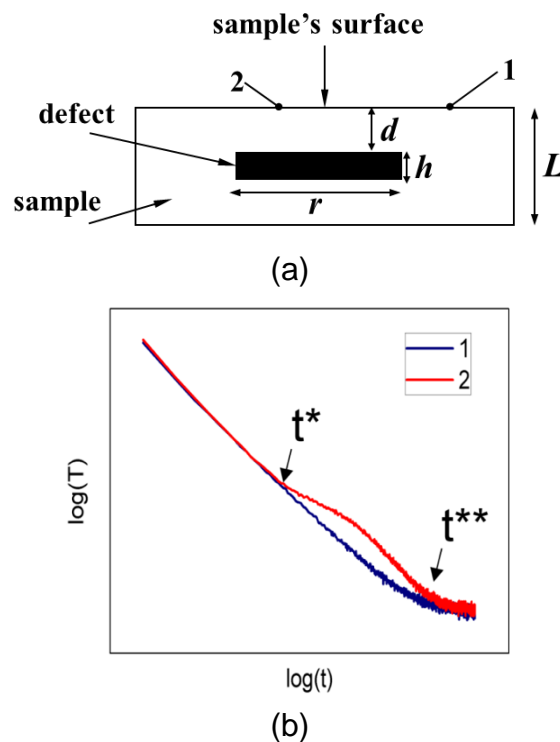 sample's surface
2
1
defect
d
h
L
sample
r
(a)
1
2
t*
t**
log(T)
log(t)
(b)